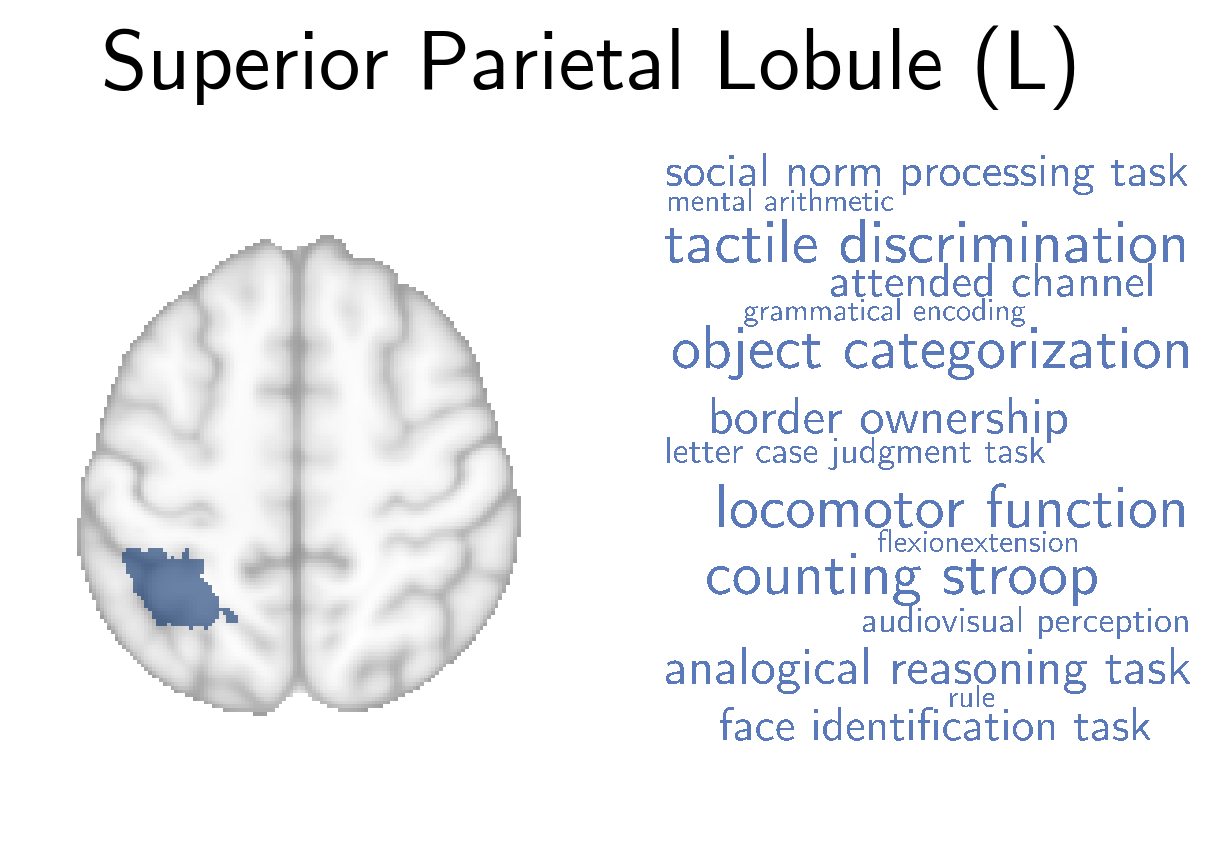 Superior Parietal Lobule (L)
social norm processing task
mental arithmetic
tactile discrimination
attended channel
grammatical encoding
object categorization
border ownership
letter case judgment task
locomotor function
flexionextension
counting stroop
audiovisual perception
analogical reasoning task
rule
face identification task